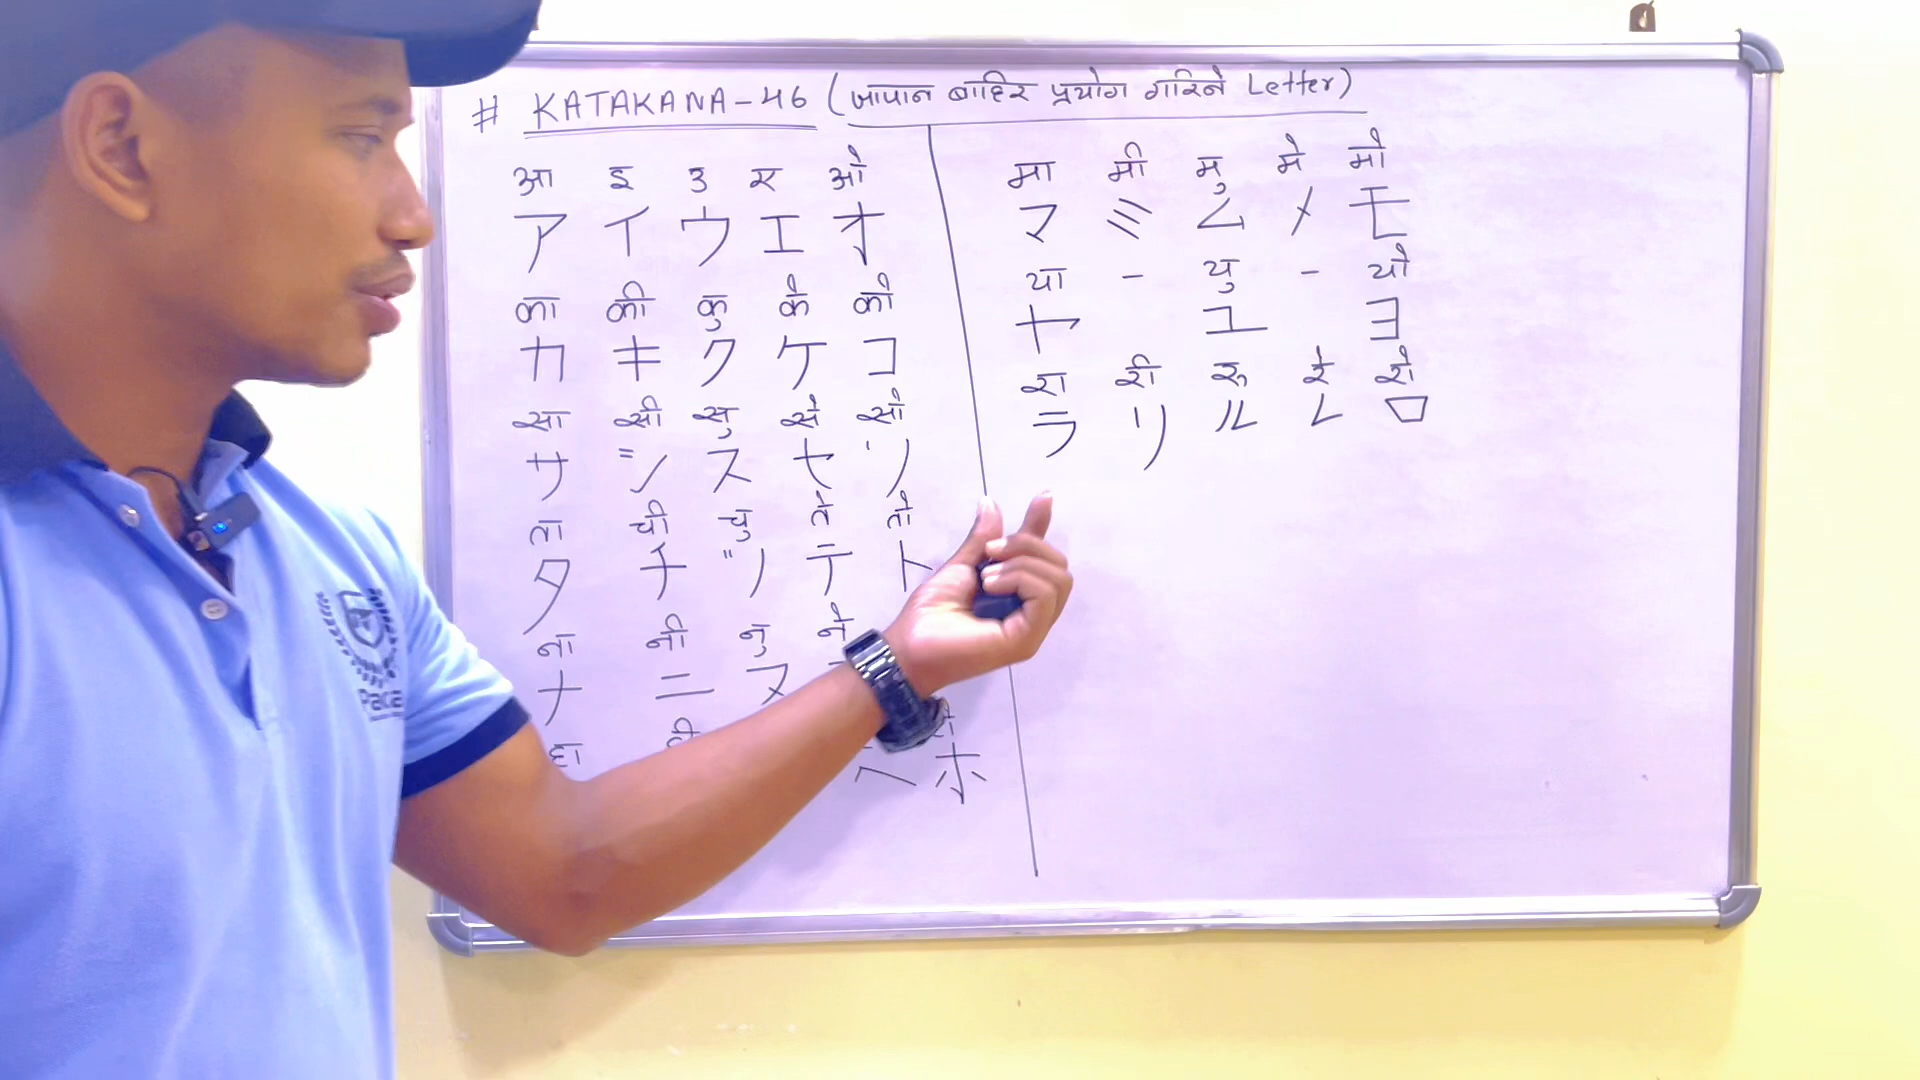 # KATAKANA-46 (जापान बाहिर प्रयोग गरिने Letter)
आ इ उ ए ओ
ア イ ウ エ オ
का की कु के को
カ キ ク ケ コ
सा सी सु से सो
サ シ ス セ ソ
ता ची चु ते तो
タ チ ツ テ ト
ना नी नु ने
ナ ニ ヌ
हा ही
ヘ ホ
मा मी मु मे मो
マ ミ ム メ モ
या - यु - यो
ヤ ユ ヨ
रा री रु रे रो
ラ リ ル レ ロ